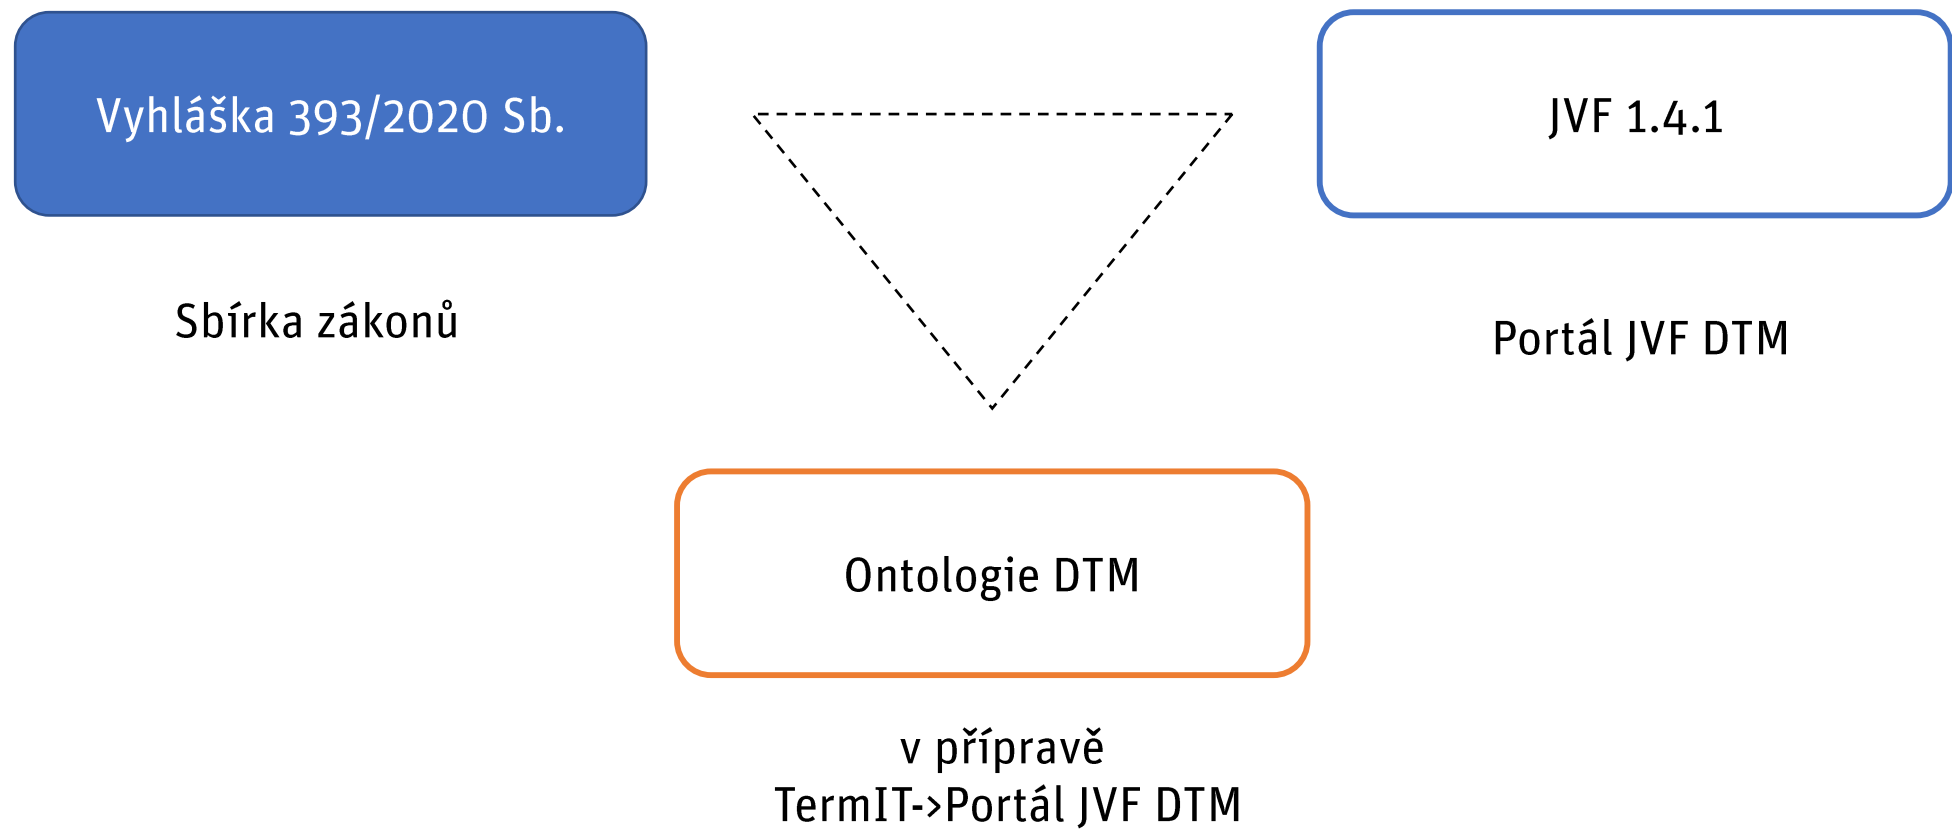 Vyhláška 393/2020 Sb.
JVF 1.4.1
Sbírka zákonů
Portál JVF DTM
Ontologie DTM
v přípravě
TermIT->Portál JVF DTM